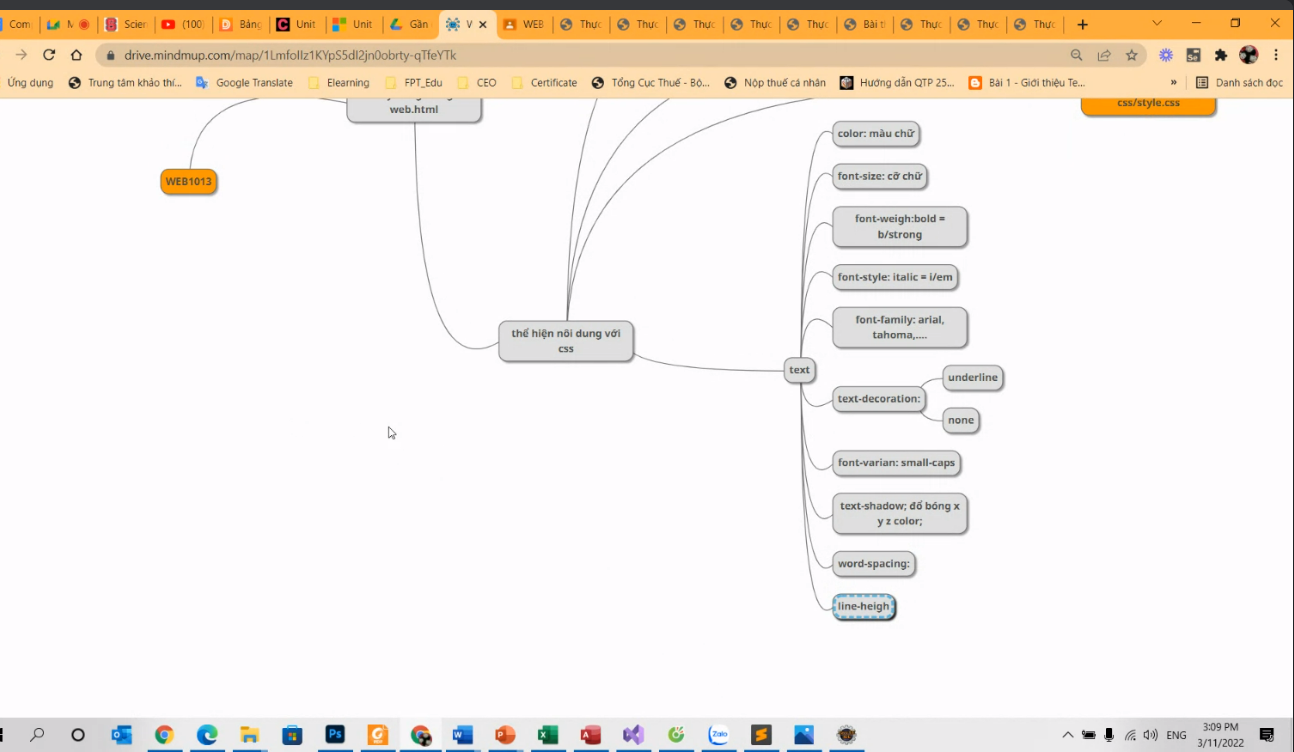 Com
M
Scien
(100)
Bảng
Unit
Unit
Gần
V
WEB
Thực
Thực
Thực
Thực
Thực
Bài t
Thực
Thực
Thực
drive.mindmup.com/map/1LmfoIIz1KYpS5dI2jn0obrty-qTfeYTk
Ứng dụng
Trung tâm khảo thí...
Google Translate
Elearning
FPT_Edu
CEO
Certificate
Tổng Cục Thuế - Bộ...
Nộp thuế cá nhân
Hướng dẫn QTP 25...
Bài 1 - Giới thiệu Te...
»
Danh sách đọc
web.html
css/style.css
WEB1013
color: màu chữ
font-size: cỡ chữ
font-weigh:bold =
b/strong
font-style: italic = i/em
font-family: arial,
tahoma,....
thể hiện nôi dung với
css
text
text-decoration:
underline
none
font-varian: small-caps
text-shadow; đổ bóng x
y z color;
word-spacing:
line-heigh
Ps
Zalo
ENG
3:09 PM
3/11/2022